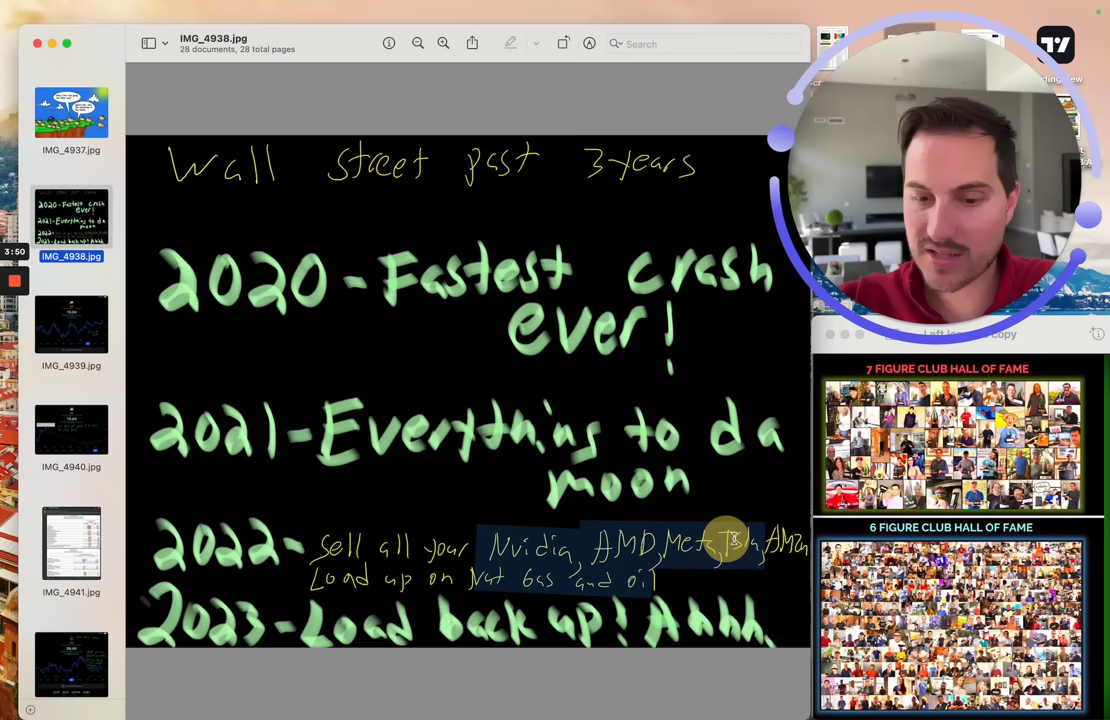 IMG_4938.jpg
28 documents, 28 total pages
Search
IMG_4937.jpg
IMG_4938.jpg
3:50
IMG_4939.jpg
IMG_4940.jpg
IMG_4941.jpg
Wall street past 3 years
2020 - Fastest crash
ever!
2021 - Everything to da
moon
2022 - Sell all your Nvidia, AMD, Meta, Tsla, AMZN
Load up on Nat Gas and oil
2023 - Load back up! Ahhh.
copy
7 FIGURE CLUB HALL OF FAME
6 FIGURE CLUB HALL OF FAME